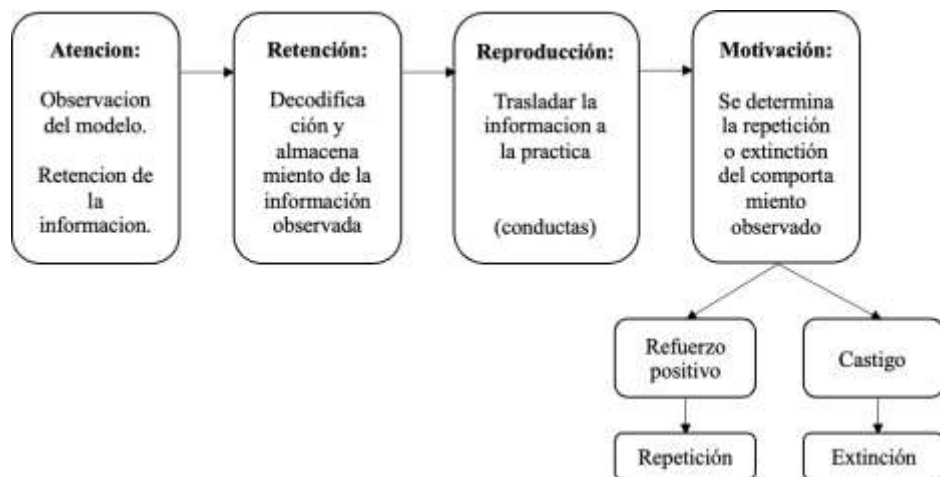 Atencion:
Observacion
del modelo.
Retencion de
la
informacion.
Retención:
Decodifica
ción y
almacena
miento de la
información
observada
Reproducción:
Trasladar la
informacion a
la practica
(conductas)
Motivación:
Se determina
la repetición
o extinctión
del comporta
miento
observado
Refuerzo
positivo
Castigo
Repetición
Extinción